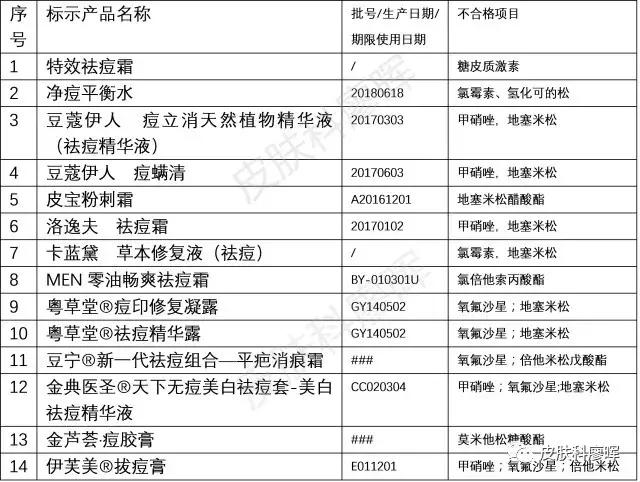 序号 标示产品名称 批号/生产日期/期限使用日期 不合格项目
1 特效祛痘霜 / 糖皮质激素
2 净痘平衡水 20180618 氯霉素、氢化可的松
3 豆蔻伊人 痘立消天然植物精华液（祛痘精华液） 20170303 甲硝唑，地塞米松
4 豆蔻伊人 痘螨清 20170603 甲硝唑，地塞米松
5 皮宝粉刺霜 A20161201 地塞米松醋酸酯
6 洛逸夫 祛痘霜 20170102 甲硝唑，地塞米松
7 卡蓝黛 草本修复液（祛痘） / 氯霉素，地塞米松
8 MEN 零油畅爽祛痘霜 BY-010301U 氯倍他索丙酸酯
9 粤草堂®痘印修复凝露 GY140502 氧氟沙星；地塞米松
10 粤草堂®祛痘精华露 GY140502 氧氟沙星；地塞米松
11 豆宁®新一代祛痘组合—平疤消痕霜 ### 氧氟沙星；倍他米松戊酸酯
12 金典医圣®天下无痘美白祛痘套-美白祛痘精华液 CC020304 甲硝唑；氧氟沙星;地塞米松
13 金芦荟·痘胶膏 ### 莫米他松糠酸酯
14 伊芙美®拔痘膏 E011201 甲硝唑；氧氟沙星；倍他米松
皮肤科廖晖
皮肤科廖晖
皮肤科廖晖